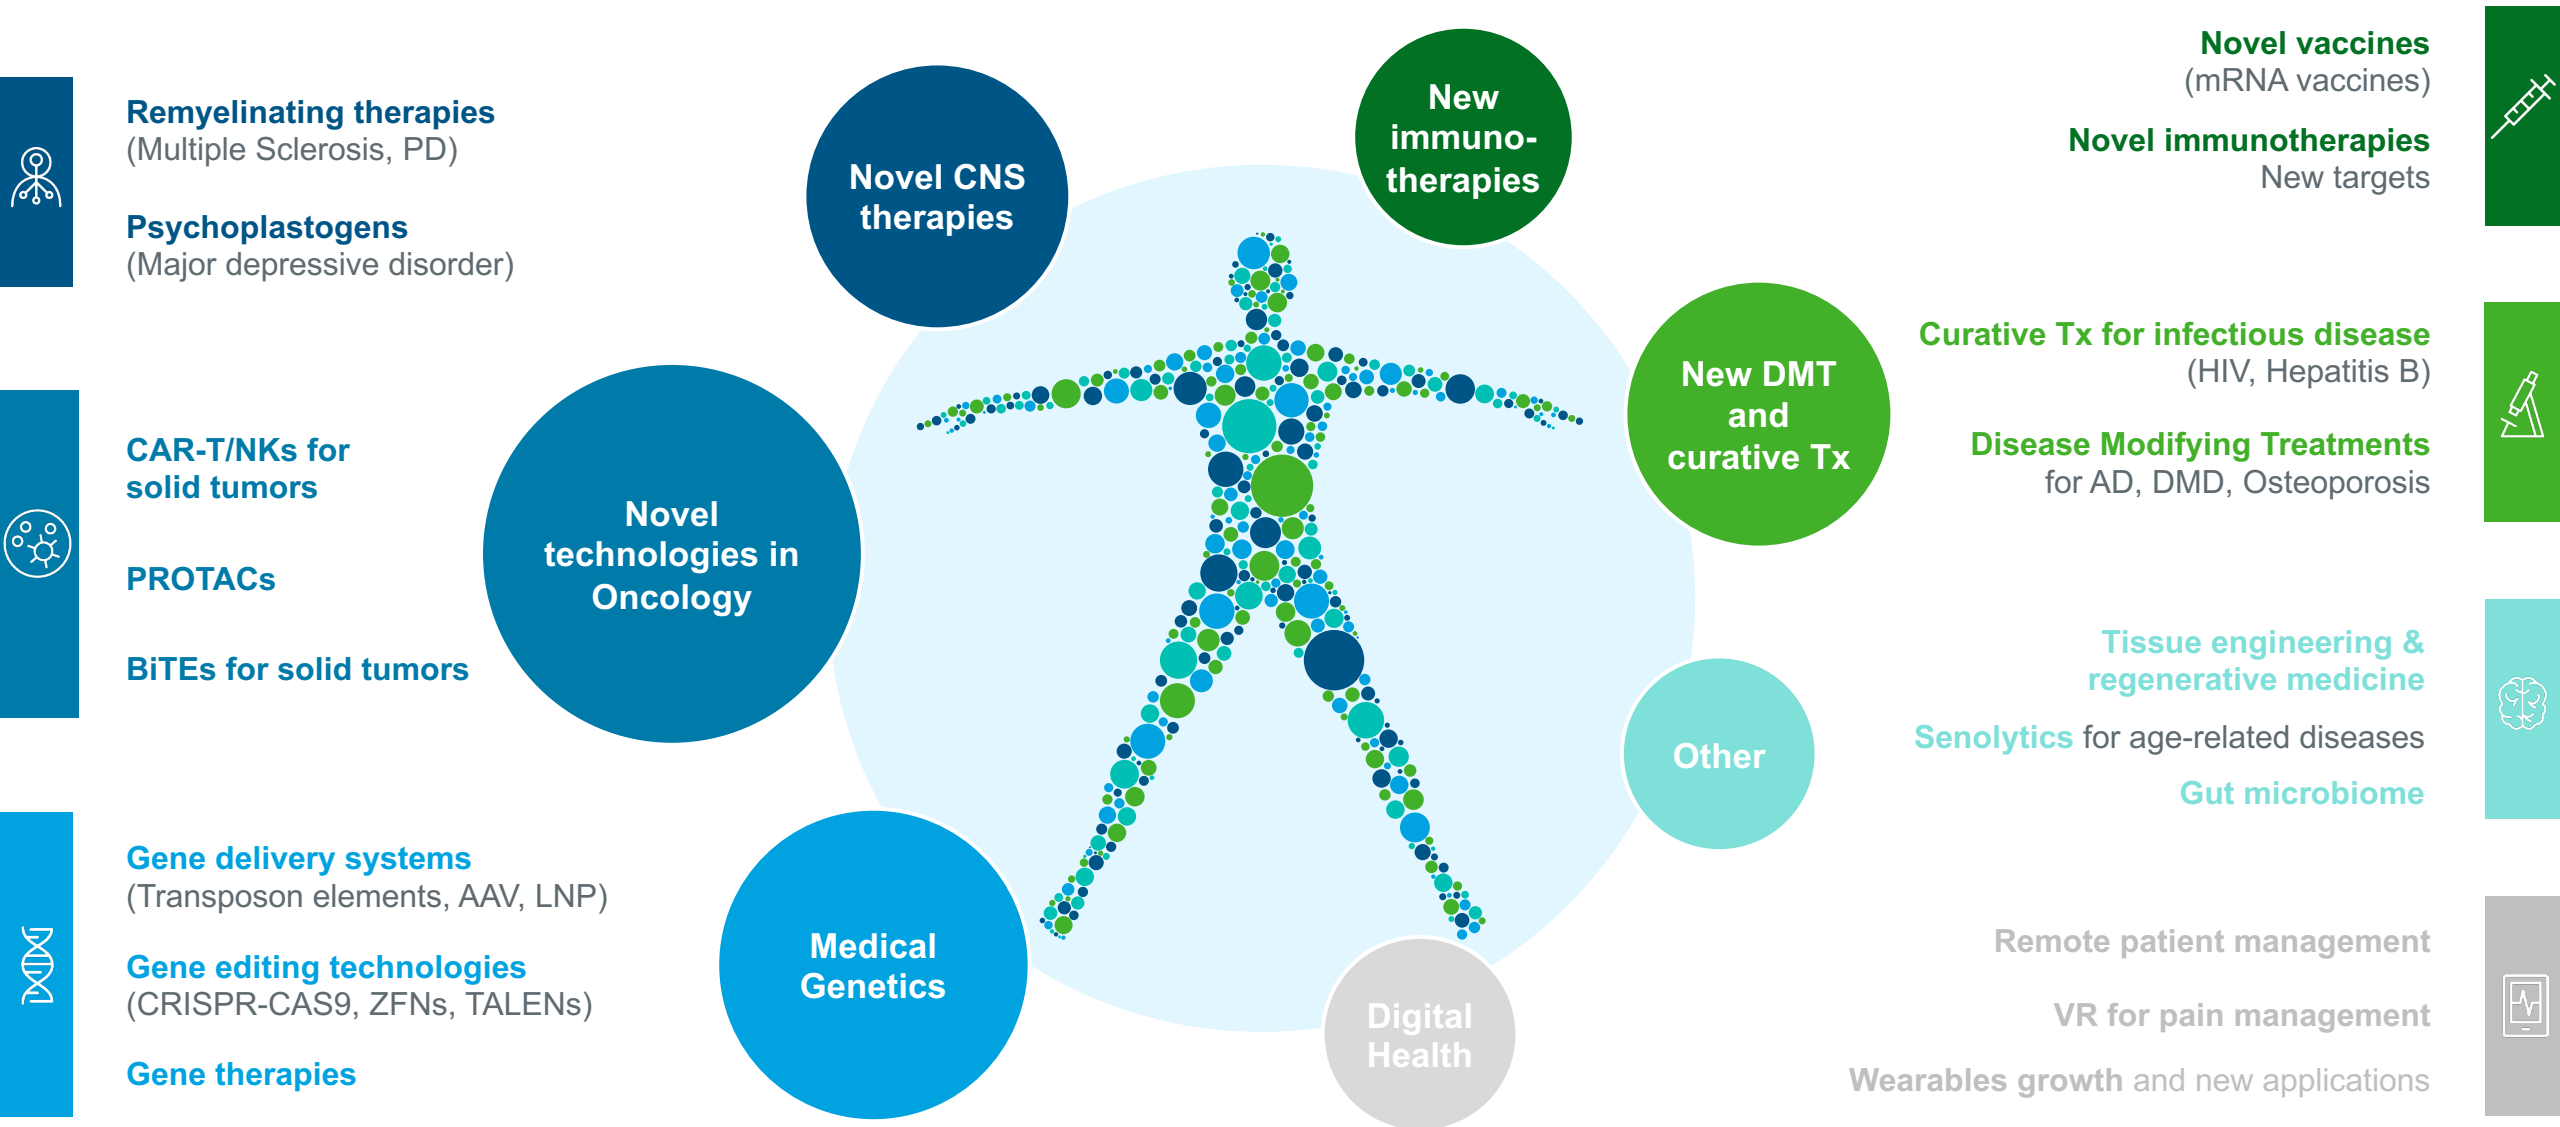 Remyelinating therapies
(Multiple Sclerosis, PD)
Psychoplastogens
(Major depressive disorder)
CAR-T/NKs for
solid tumors
PROTACs
BiTEs for solid tumors
Gene delivery systems
(Transposon elements, AAV, LNP)
Gene editing technologies
(CRISPR-CAS9, ZFNs, TALENs)
Gene therapies
Novel CNS
therapies
Novel
technologies in
Oncology
Medical
Genetics
New
immuno-
therapies
New DMT
and
curative Tx
Other
Digital
Health
Novel vaccines
(mRNA vaccines)
Novel immunotherapies
New targets
Curative Tx for infectious disease
(HIV, Hepatitis B)
Disease Modifying Treatments
for AD, DMD, Osteoporosis
Tissue engineering &
regenerative medicine
Senolytics for age-related diseases
Gut microbiome
Remote patient management
VR for pain management
Wearables growth and new applications